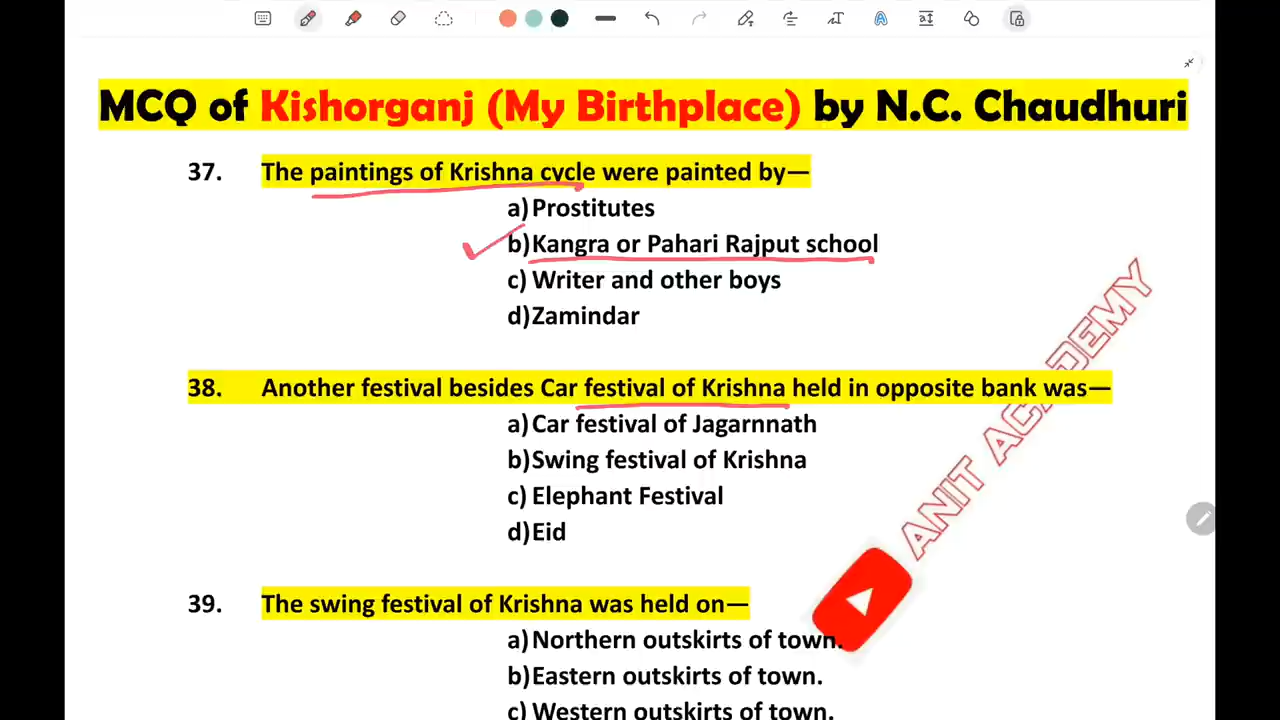 MCQ of Kishorganj (My Birthplace) by N.C. Chaudhuri
37. The paintings of Krishna cycle were painted by—
a) Prostitutes
b) Kangra or Pahari Rajput school
c) Writer and other boys
d) Zamindar
38. Another festival besides Car festival of Krishna held in opposite bank was—
a) Car festival of Jagarnnath
b) Swing festival of Krishna
c) Elephant Festival
d) Eid
ANIT ACADEMY
39. The swing festival of Krishna was held on—
a) Northern outskirts of town.
b) Eastern outskirts of town.
c) Western outskirts of town.